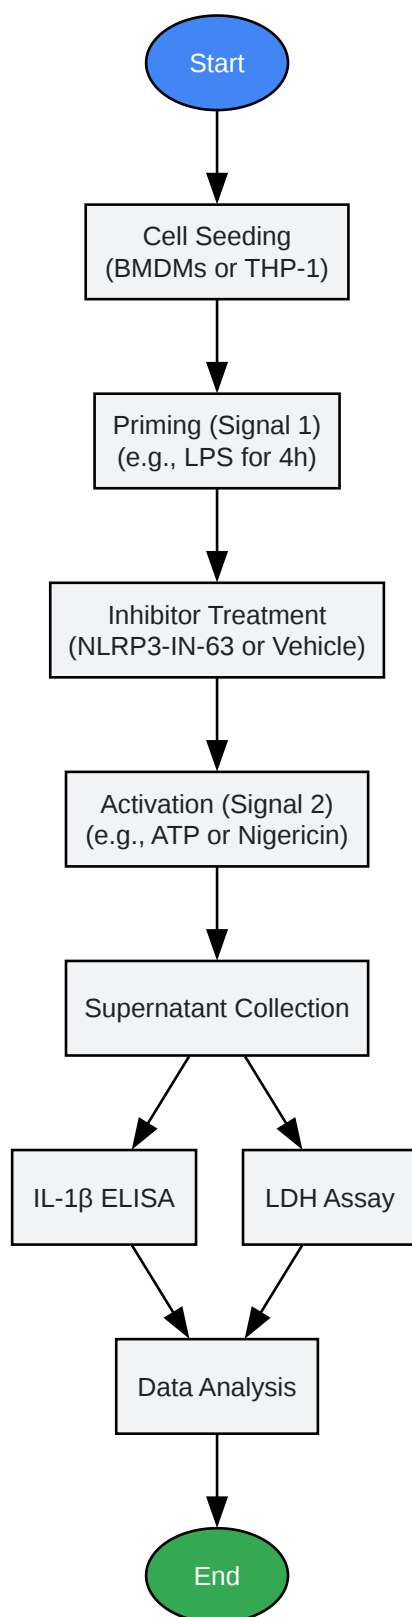 Start
Cell Seeding
(BMDMs or THP-1)
Priming (Signal 1)
(e.g., LPS for 4h)
Inhibitor Treatment
(NLRP3-IN-63 or Vehicle)
Activation (Signal 2)
(e.g., ATP or Nigericin)
Supernatant Collection
IL-1β ELISA
LDH Assay
Data Analysis
End